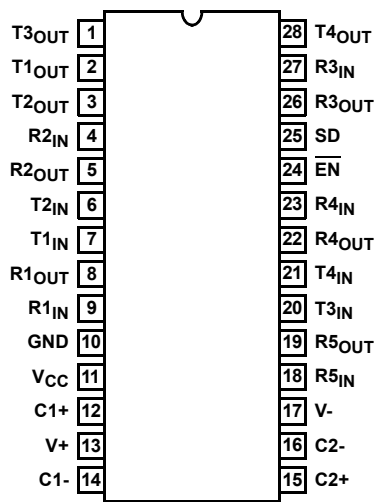 T3OUT 1 28 T4OUT
T1OUT 2 27 R3IN
T2OUT 3 26 R3OUT
R2IN 4 25 SD
R2OUT 5 24 E̅N̅
T2IN 6 23 R4IN
T1IN 7 22 R4OUT
R1OUT 8 21 T4IN
R1IN 9 20 T3IN
GND 10 19 R5OUT
VCC 11 18 R5IN
C1+ 12 17 V-
V+ 13 16 C2-
C1- 14 15 C2+